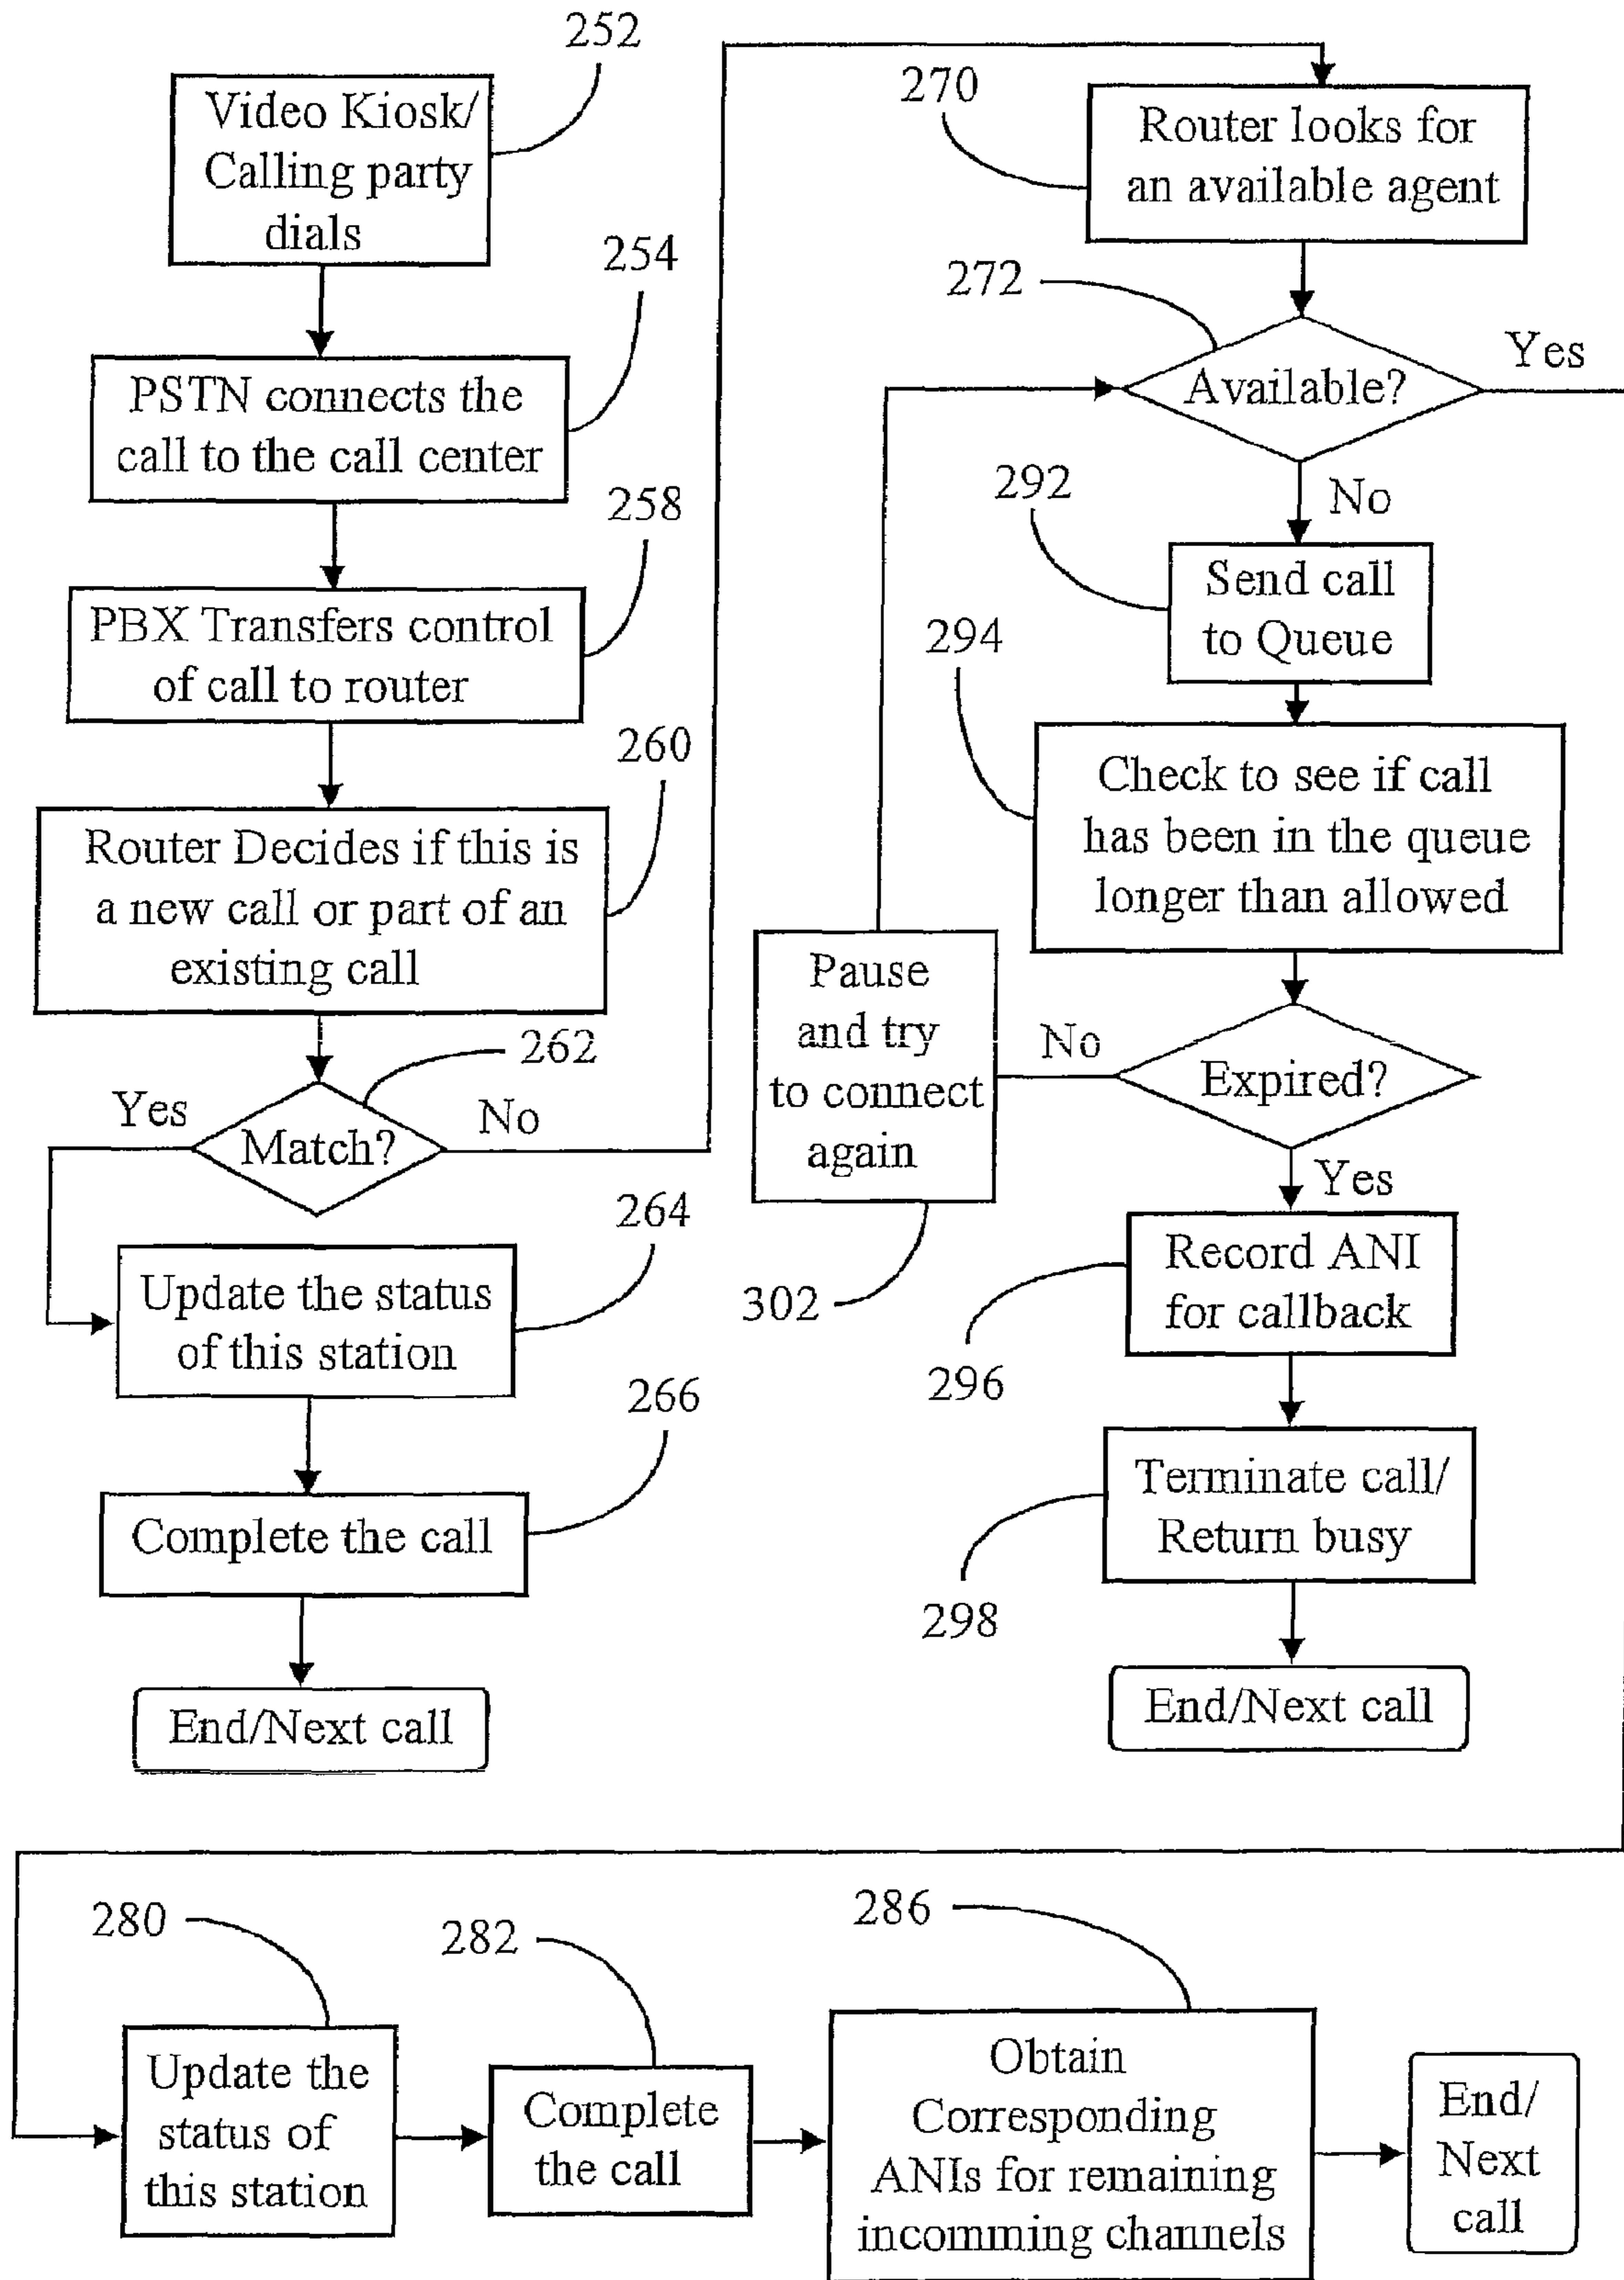 252
Video Kiosk/
Calling party
dials
254
PSTN connects the
call to the call center
258
PBX Transfers control
of call to router
260
Router Decides if this is
a new call or part of an
existing call
262
Yes
Match?
No
264
Update the status
of this station
266
Complete the call
End/Next call
270
Router looks for
an available agent
272
Available?
Yes
No
292
Send call
to Queue
294
Check to see if call
has been in the queue
longer than allowed
Pause
and try
to connect
again
302
No
Expired?
Yes
Record ANI
for callback
296
Terminate call/
Return busy
298
End/Next call
280
Update the
status of
this station
282
Complete
the call
286
Obtain
Corresponding
ANIs for remaining
incomming channels
End/
Next
call